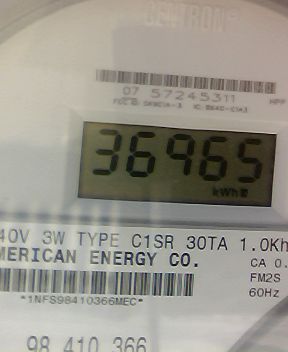 CENTRON®
07 57245311
36965
kWh
40V 3W TYPE C1SR 30TA 1.0Kh
MERICAN ENERGY CO.
CA 0.
FM2S
60Hz
*1NFS98410366MEC*
98 410 366